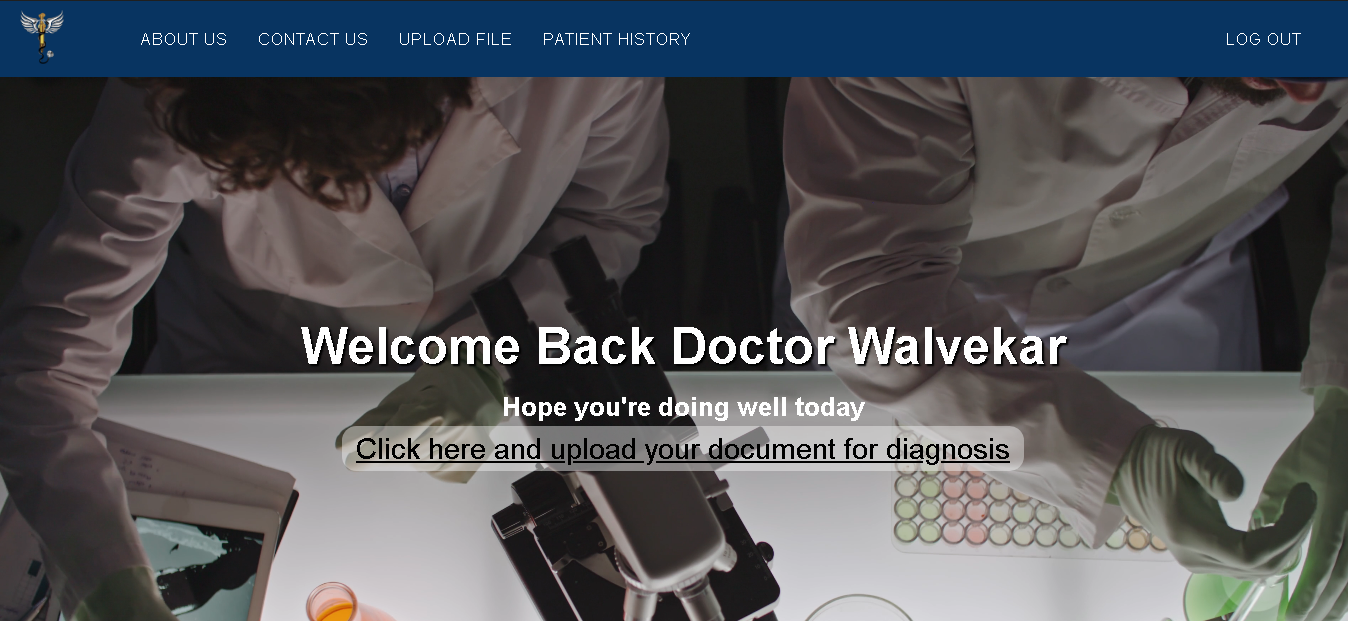 ABOUT US CONTACT US UPLOAD FILE PATIENT HISTORY LOG OUT
Welcome Back Doctor Walvekar
Hope you're doing well today
Click here and upload your document for diagnosis